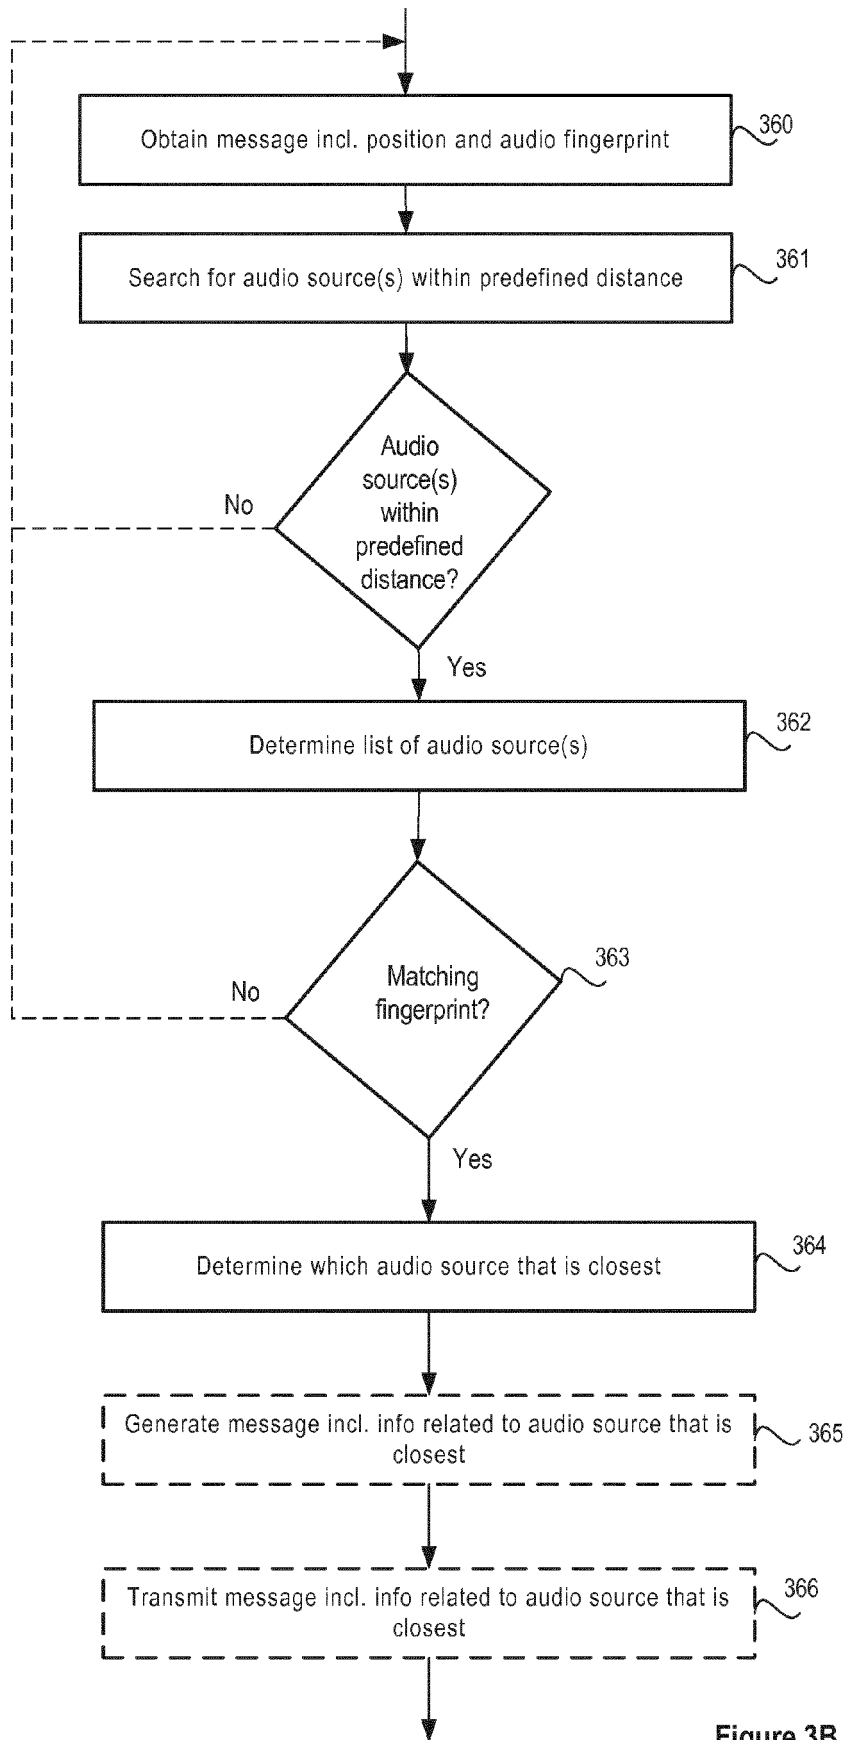 Obtain message incl. position and audio fingerprint
360
Search for audio source(s) within predefined distance
361
Audio
source(s)
within
predefined
distance?
No
Yes
Determine list of audio source(s)
362
Matching
fingerprint?
363
No
Yes
Determine which audio source that is closest
364
Generate message incl. info related to audio source that is
closest
365
Transmit message incl. info related to audio source that is
closest
366
Figure 3B